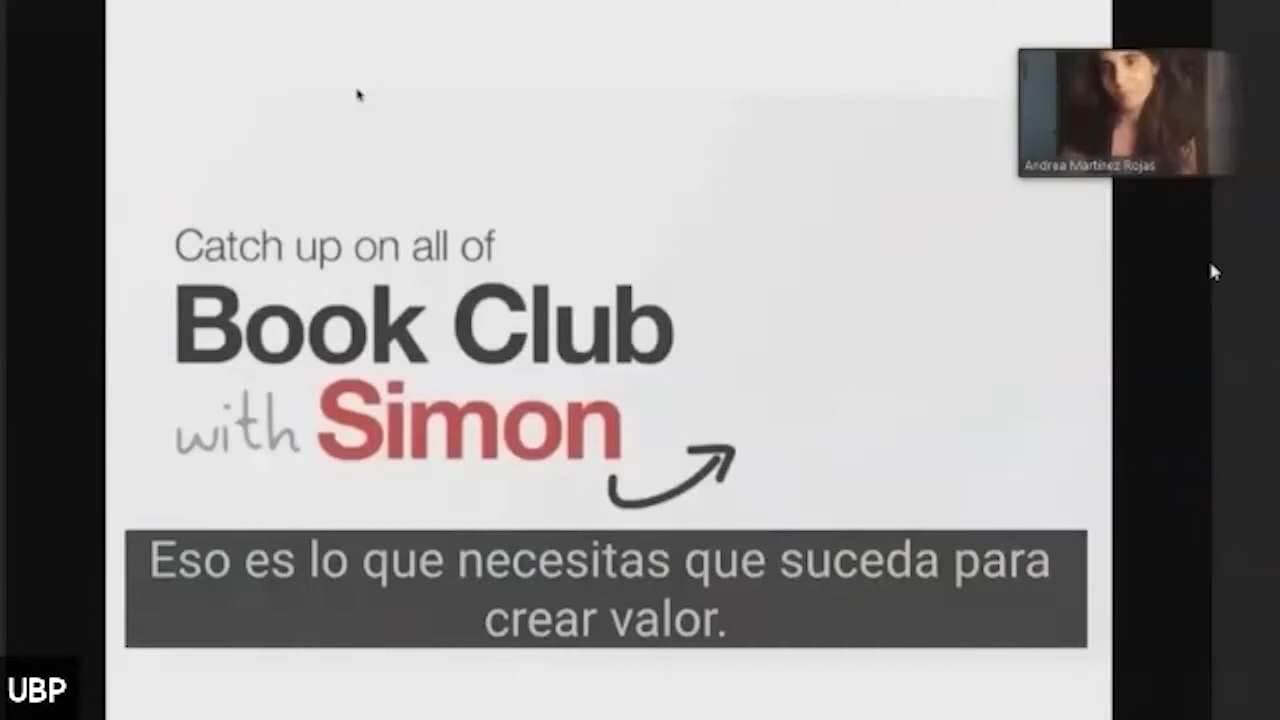 Andrea Martínez Rojas
Catch up on all of
Book Club
with Simon
Eso es lo que necesitas que suceda para
crear valor.
UBP